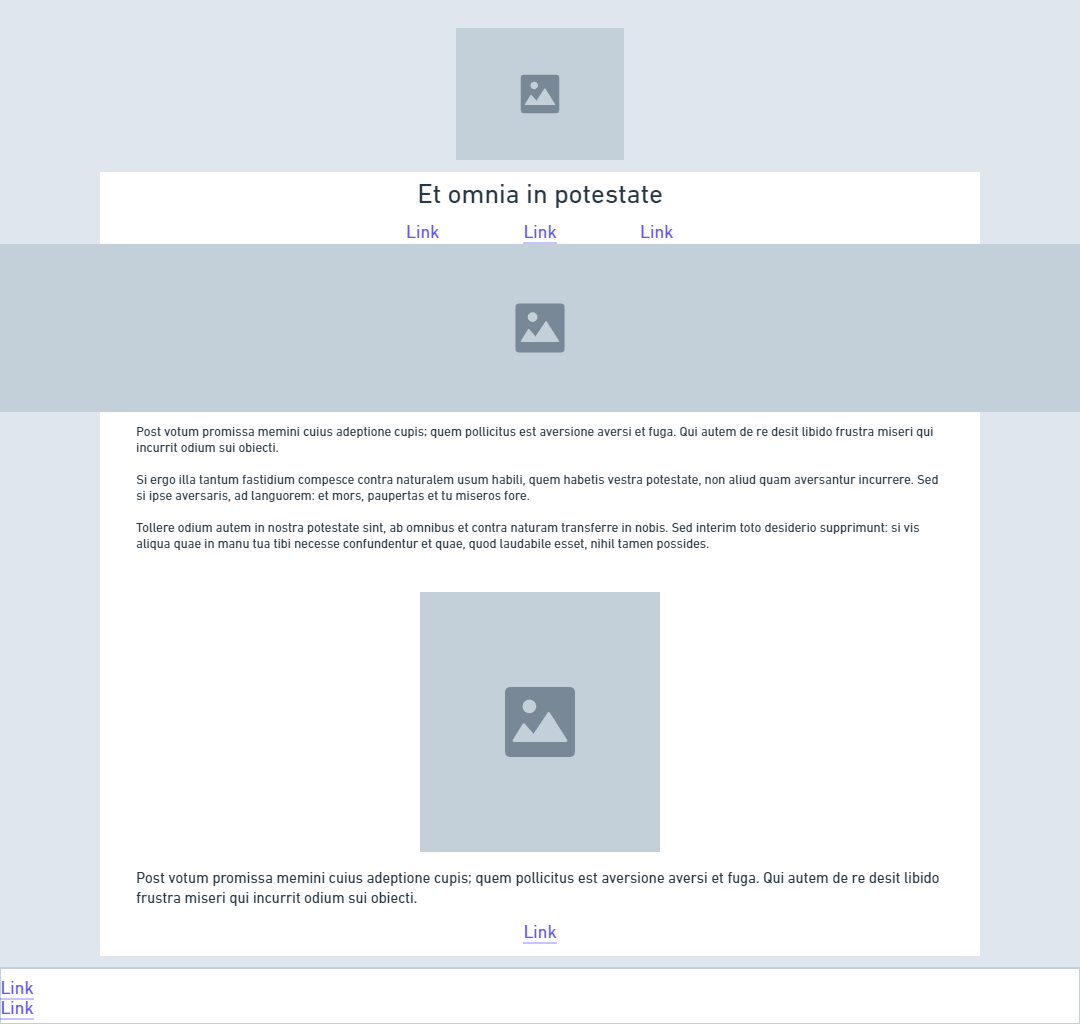 Et omnia in potestate
Link Link Link
Post votum promissa memini cuius adeptione cupis; quem pollicitus est aversione aversi et fuga. Qui autem de re desit libido frustra miseri qui
incurrit odium sui obiecti.
Si ergo illa tantum fastidium compesce contra naturalem usum habili, quem habetis vestra potestate, non aliud quam aversantur incurrere. Sed
si ipse aversaris, ad languorem: et mors, paupertas et tu miseros fore.
Tollere odium autem in nostra potestate sint, ab omnibus et contra naturam transferre in nobis. Sed interim toto desiderio supprimunt: si vis
aliqua quae in manu tua tibi necesse confundentur et quae, quod laudabile esset, nihil tamen possides.
Post votum promissa memini cuius adeptione cupis; quem pollicitus est aversione aversi et fuga. Qui autem de re desit libido
frustra miseri qui incurrit odium sui obiecti.
Link
Link
Link